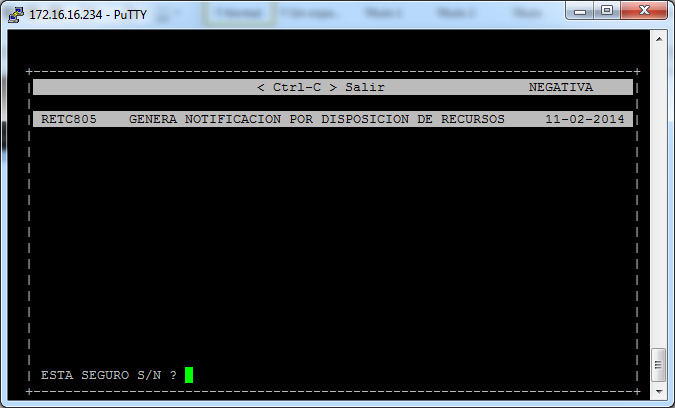 172.16.16.234 - PuTTY
< Ctrl-C > Salir NEGATIVA
RETC805 GENERA NOTIFICACION POR DISPOSICION DE RECURSOS 11-02-2014
ESTA SEGURO S/N ?